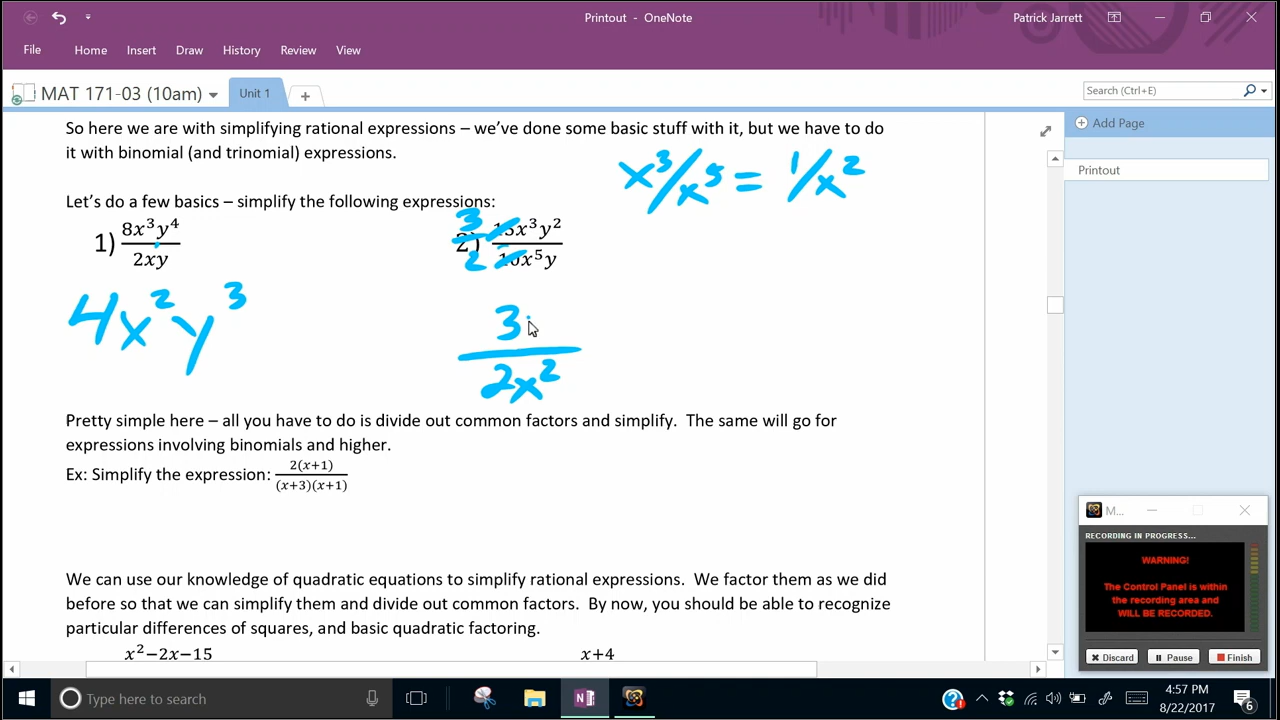 Printout - OneNote
Patrick Jarrett
File Home Insert Draw History Review View
MAT 171-03 (10am)
Unit 1
Search (Ctrl+E)
Add Page
Printout
So here we are with simplifying rational expressions – we've done some basic stuff with it, but we have to do
it with binomial (and trinomial) expressions.
x³/x⁵ = 1/x²
Let's do a few basics – simplify the following expressions:
1) 8x³y⁴/2xy
2) 15x³y²/10x⁵y
3/2
4x²y³
3/2x²
Pretty simple here – all you have to do is divide out common factors and simplify. The same will go for
expressions involving binomials and higher.
Ex: Simplify the expression: 2(x+1)/(x+3)(x+1)
We can use our knowledge of quadratic equations to simplify rational expressions. We factor them as we did
before so that we can simplify them and divide out common factors. By now, you should be able to recognize
particular differences of squares, and basic quadratic factoring.
x²−2x−15
x+4
M...
RECORDING IN PROGRESS...
WARNING!
The Control Panel is within
the recording area and
WILL BE RECORDED.
Discard Pause Finish
Type here to search
4:57 PM
8/22/2017
6